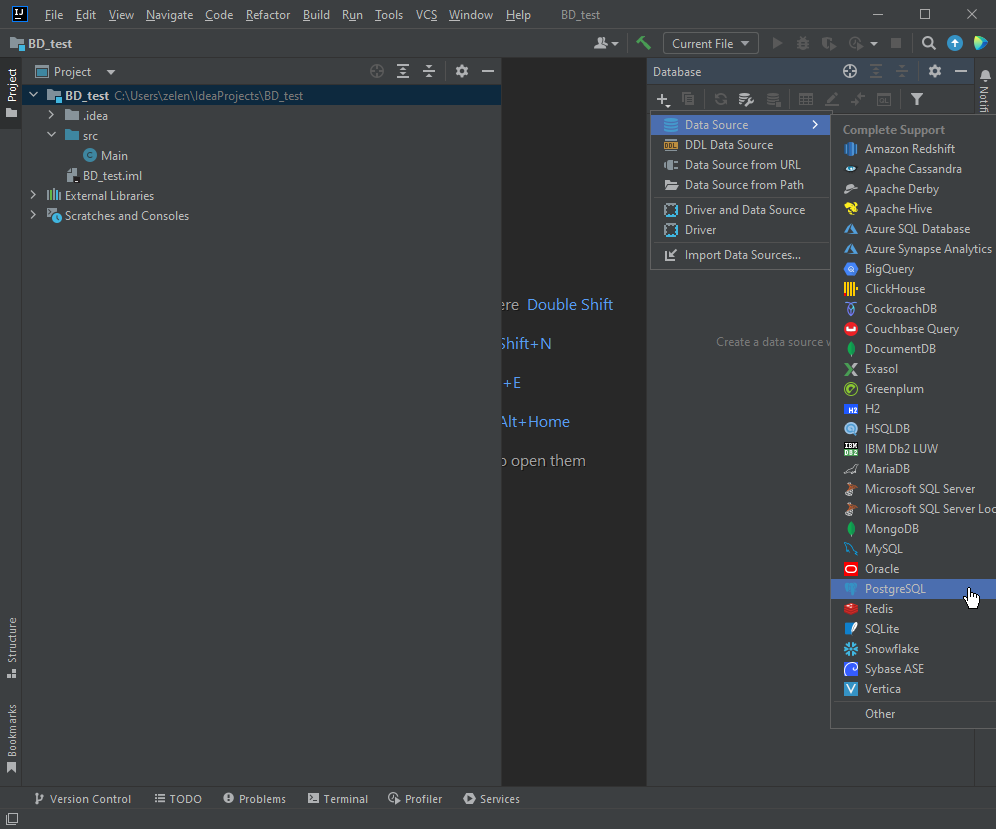 File Edit View Navigate Code Refactor Build Run Tools VCS Window Help BD_test
BD_test
Current File
Project
Project
BD_test C:\Users\zelen\IdeaProjects\BD_test
.idea
src
Main
BD_test.iml
External Libraries
Scratches and Consoles
ere Double Shift
Shift+N
+E
Alt+Home
o open them
Database
Data Source
DDL Data Source
Data Source from URL
Data Source from Path
Driver and Data Source
Driver
Import Data Sources...
Create a data source
Complete Support
Amazon Redshift
Apache Cassandra
Apache Derby
Apache Hive
Azure SQL Database
Azure Synapse Analytics
BigQuery
ClickHouse
CockroachDB
Couchbase Query
DocumentDB
Exasol
Greenplum
H2
HSQLDB
IBM Db2 LUW
MariaDB
Microsoft SQL Server
Microsoft SQL Server Loc
MongoDB
MySQL
Oracle
PostgreSQL
Redis
SQLite
Snowflake
Sybase ASE
Vertica
Other
Notifi
Structure
Bookmarks
Version Control TODO Problems Terminal Profiler Services